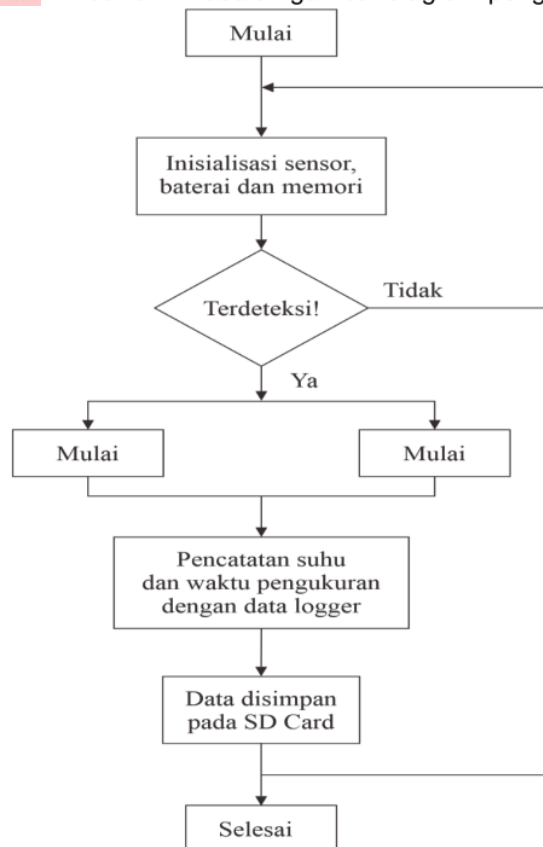 Mulai
Inisialisasi sensor,
baterai dan memori
Terdeteksi!
Tidak
Ya
Mulai
Mulai
Pencatatan suhu
dan waktu pengukuran
dengan data logger
Data disimpan
pada SD Card
Selesai